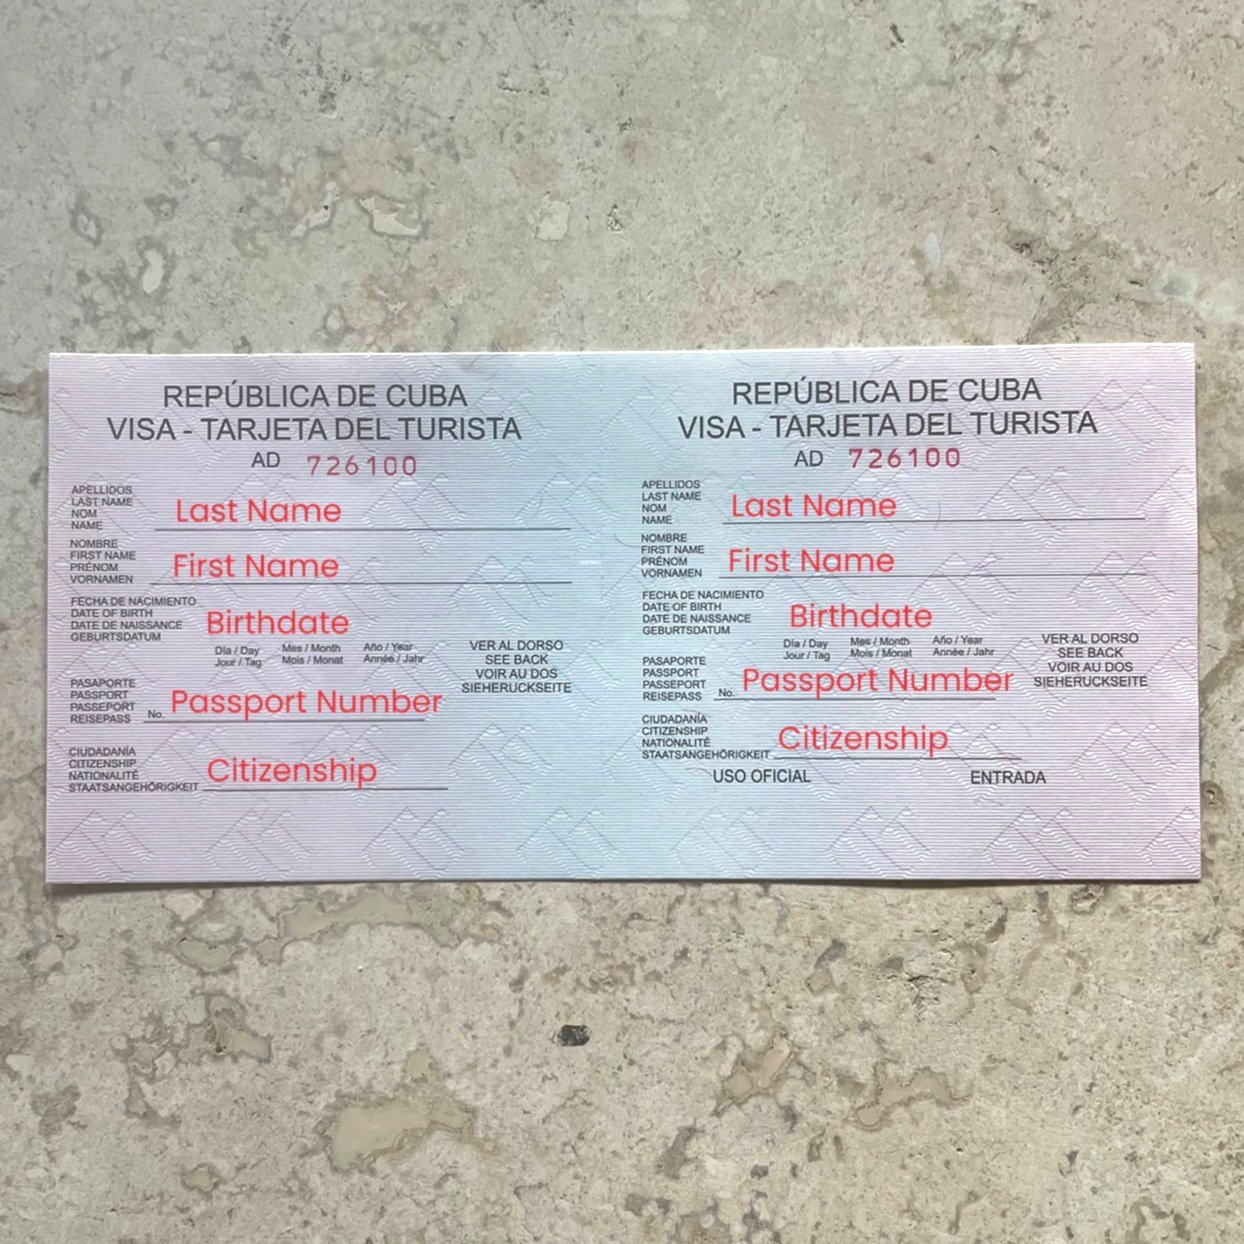 REPÚBLICA DE CUBA
VISA - TARJETA DEL TURISTA
AD 726100
APELLIDOS
LAST NAME
NOM
NAME
Last Name
NOMBRE
FIRST NAME
PRÉNOM
VORNAMEN
First Name
FECHA DE NACIMIENTO
DATE OF BIRTH
DATE DE NAISSANCE
GEBURTSDATUM
Birthdate
Día / Day Mes / Month Año / Year
Jour / Tag Mois / Monat Année / Jahr
VER AL DORSO
SEE BACK
VOIR AU DOS
SIEHERUCKSEITE
PASAPORTE
PASSPORT
PASSEPORT
REISEPASS No. Passport Number
CIUDADANÍA
CITIZENSHIP
NATIONALITÉ
STAATSANGEHÖRIGKEIT Citizenship
REPÚBLICA DE CUBA
VISA - TARJETA DEL TURISTA
AD 726100
APELLIDOS
LAST NAME
NOM
NAME
Last Name
NOMBRE
FIRST NAME
PRÉNOM
VORNAMEN
First Name
FECHA DE NACIMIENTO
DATE OF BIRTH
DATE DE NAISSANCE
GEBURTSDATUM
Birthdate
Día / Day Mes / Month Año / Year
Jour / Tag Mois / Monat Année / Jahr
VER AL DORSO
SEE BACK
VOIR AU DOS
SIEHERUCKSEITE
PASAPORTE
PASSPORT
PASSEPORT
REISEPASS No. Passport Number
CIUDADANÍA
CITIZENSHIP
NATIONALITÉ
STAATSANGEHÖRIGKEIT Citizenship
USO OFICIAL ENTRADA